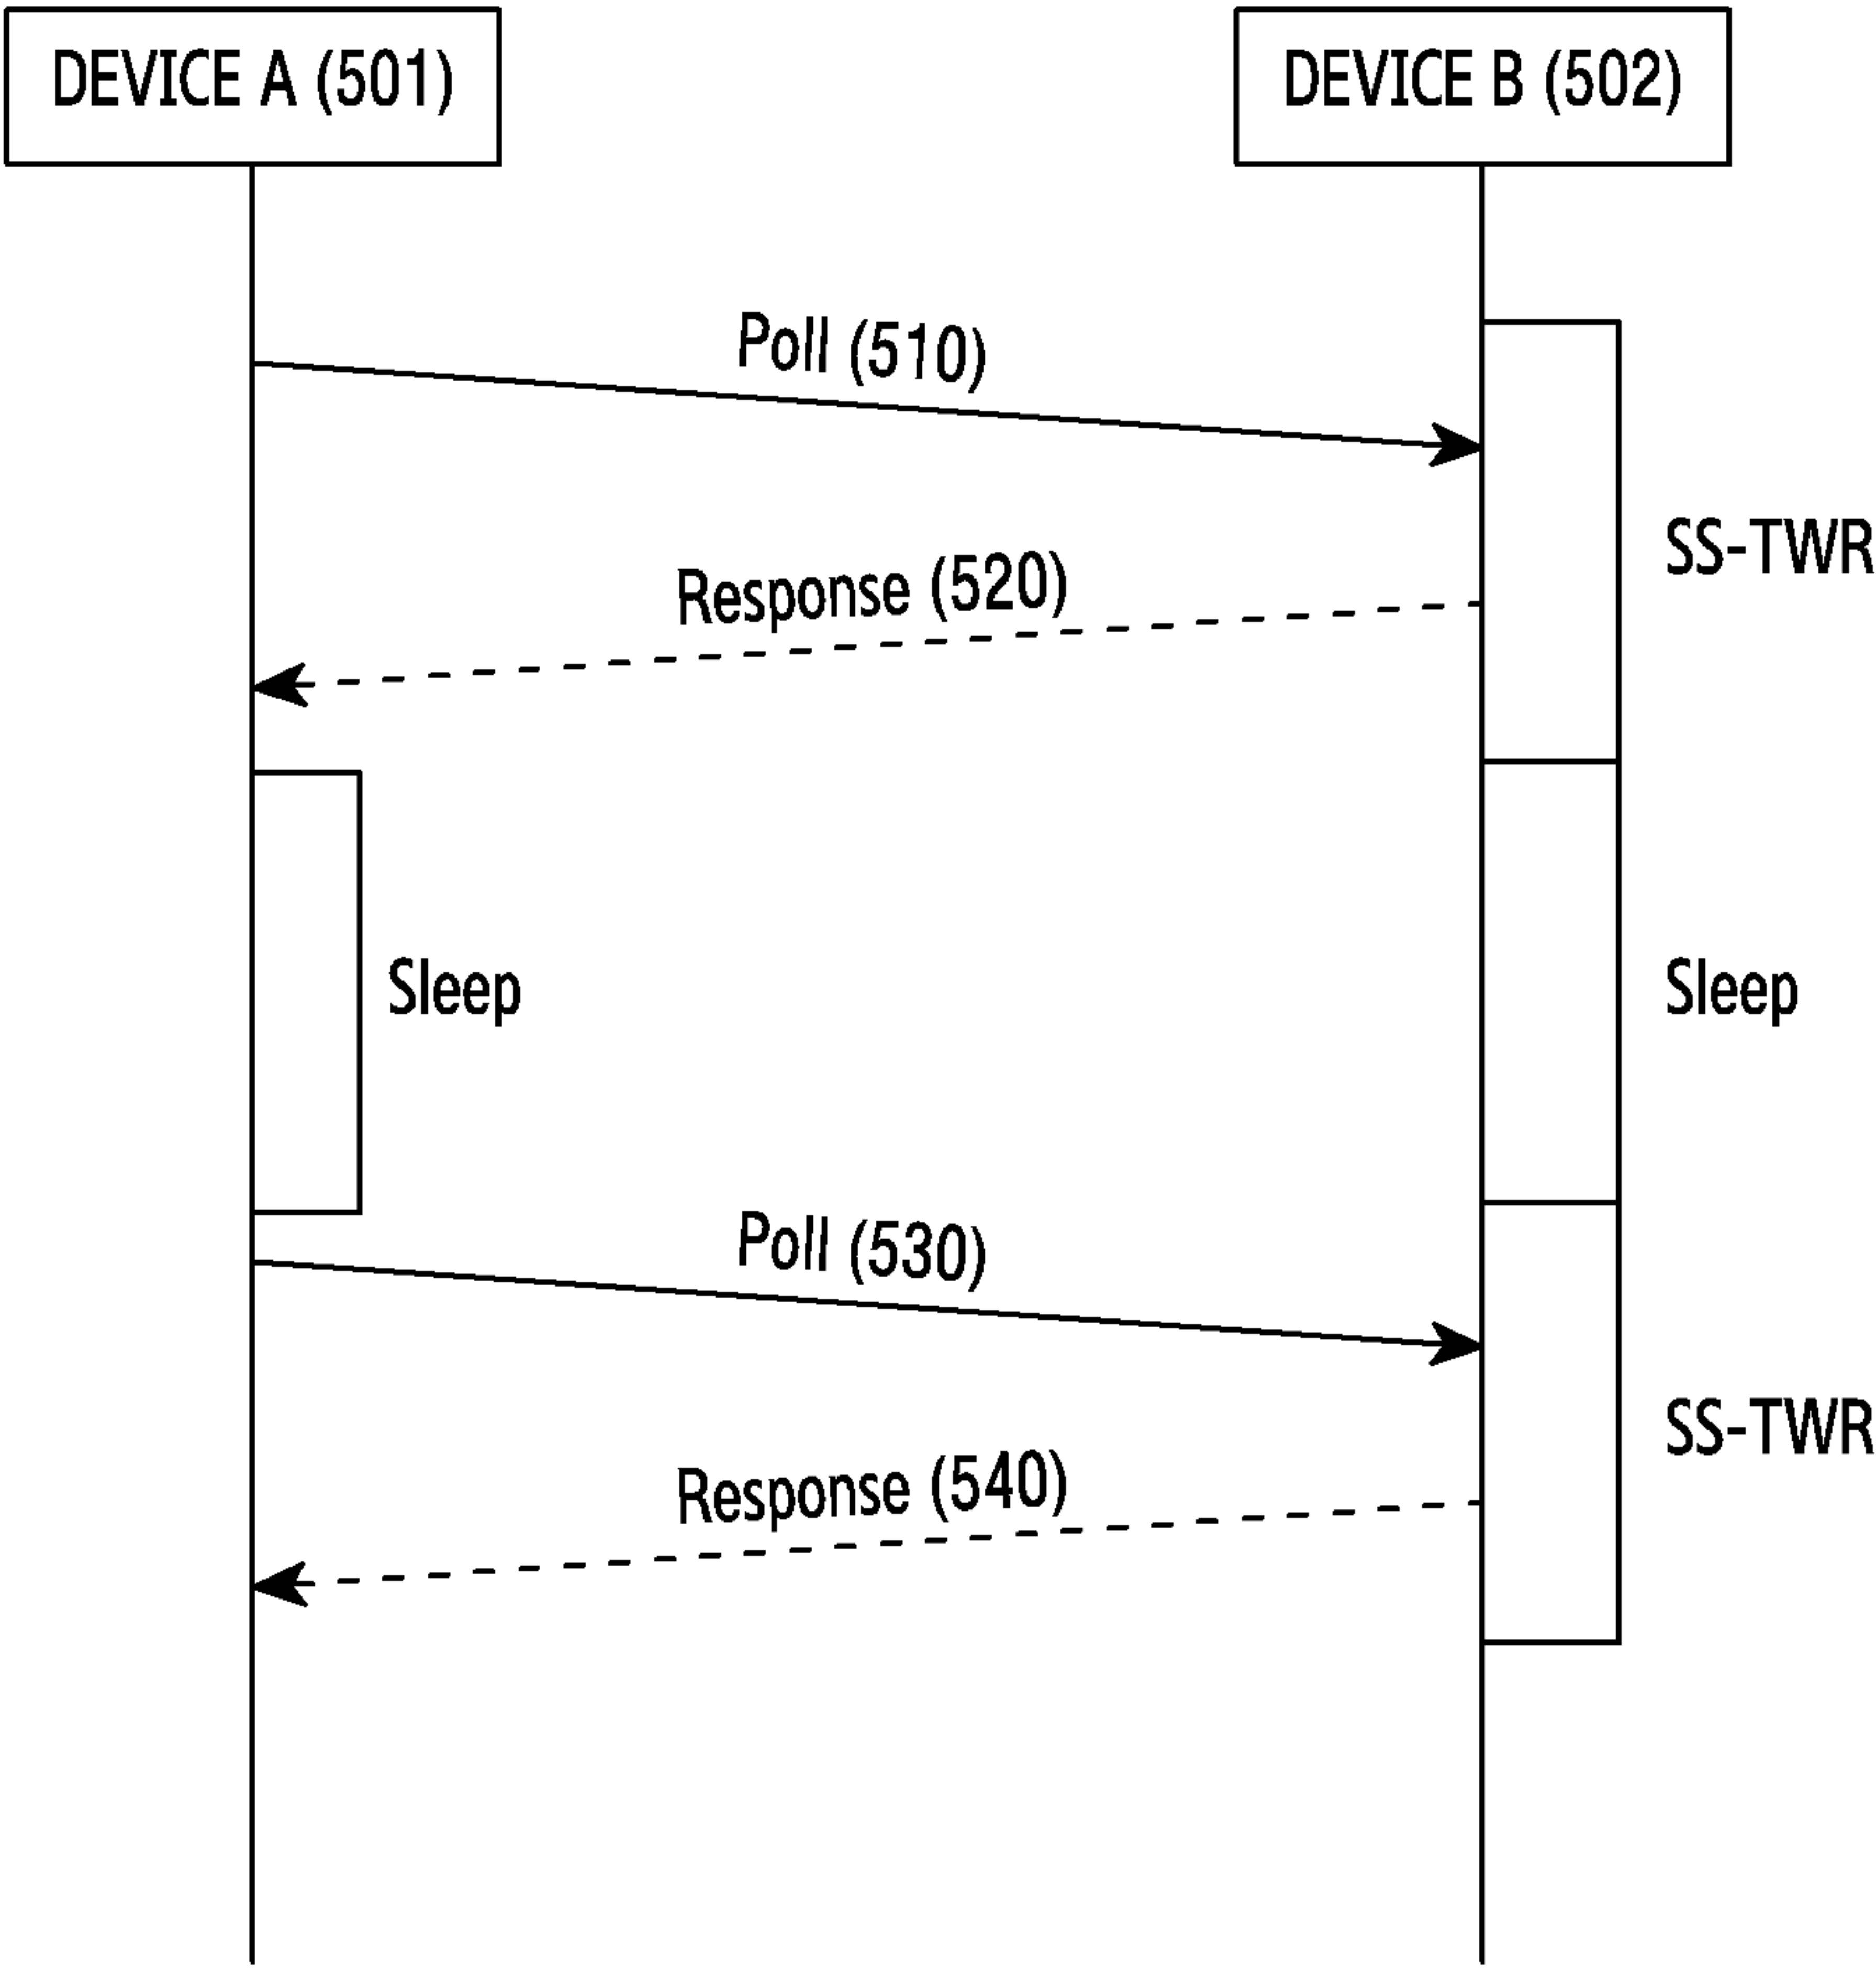 DEVICE A (501)
DEVICE B (502)
Poll (510)
SS-TWR
Response (520)
Sleep
Sleep
Poll (530)
SS-TWR
Response (540)